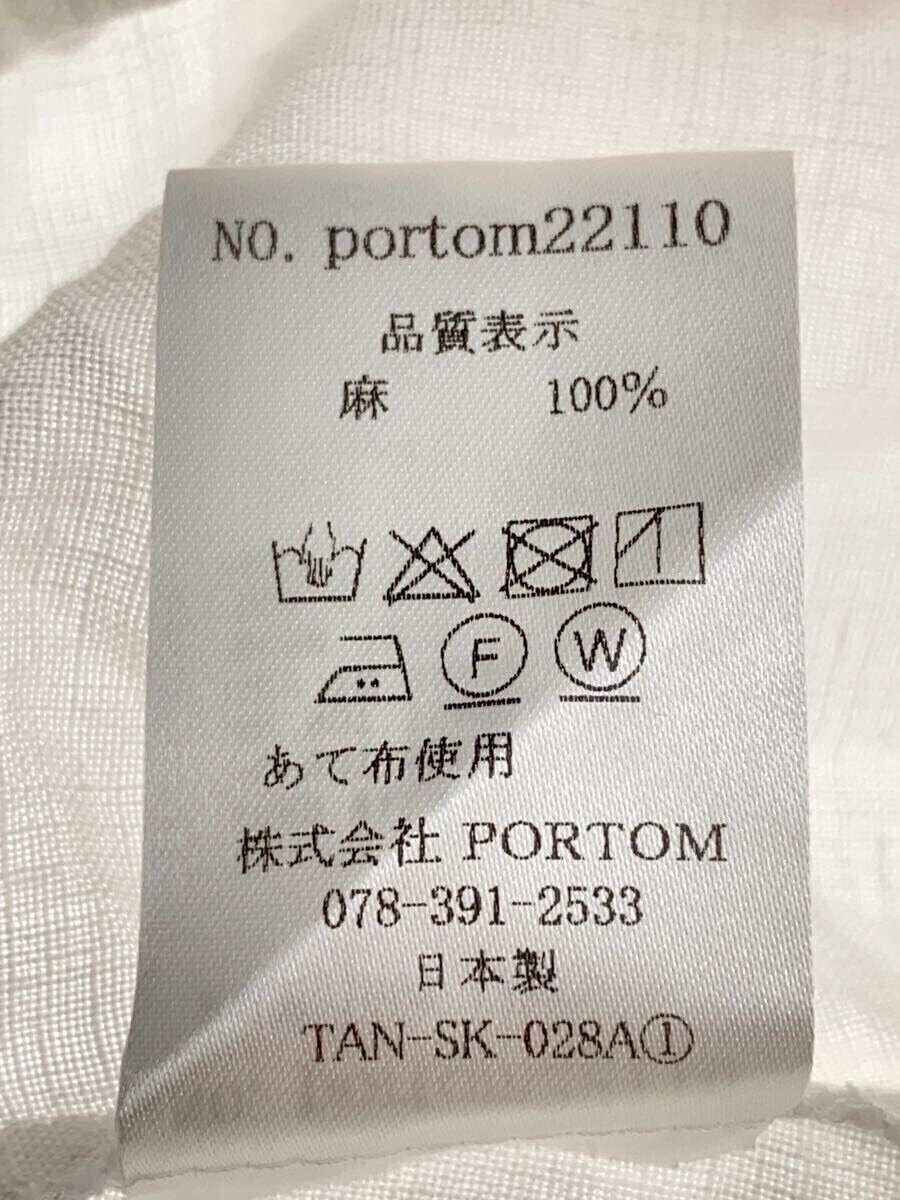 NO. portom22110
品質表示
麻 100%
F W
あて布使用
株式会社 PORTOM
078-391-2533
日本製
TAN-SK-028A①